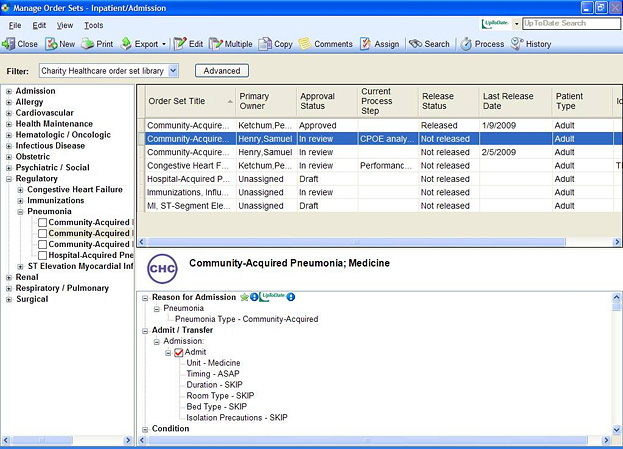 Manage Order Sets - Inpatient/Admission
File Edit View Tools UpToDate UpToDate Search
Close New Print Export Edit Multiple Copy Comments Assign Search Process History
Filter: Charity Healthcare order set library Advanced
Admission
Allergy
Cardiovascular
Health Maintenance
Hematologic / Oncologic
Infectious Disease
Obstetric
Psychiatric / Social
Regulatory
Congestive Heart Failure
Immunizations
Pneumonia
Community-Acquired
Community-Acquired
Community-Acquired
Hospital-Acquired Pne
ST Elevation Myocardial Inf
Renal
Respiratory / Pulmonary
Surgical
Order Set Title Primary Owner Approval Status Current Process Step Release Status Last Release Date Patient Type
Community-Acquire... Ketchum,Pe... Approved Released 1/9/2009 Adult
Community-Acquire... Henry,Samuel In review CPOE analy... Not released Adult
Community-Acquire... Henry,Samuel In review Not released 2/5/2009 Adult
Congestive Heart F... Ketchum,Pe... In review Performanc... Not released Adult
Hospital-Acquired P... Unassigned Draft Not released Adult
Immunizations, Influ... Unassigned In review Not released Adult
MI, ST-Segment Ele... Unassigned Draft Not released Adult
CHC Community-Acquired Pneumonia; Medicine
Reason for Admission UpToDate
Pneumonia
Pneumonia Type - Community-Acquired
Admit / Transfer
Admission:
Admit
Unit - Medicine
Timing - ASAP
Duration - SKIP
Room Type - SKIP
Bed Type - SKIP
Isolation Precautions - SKIP
Condition